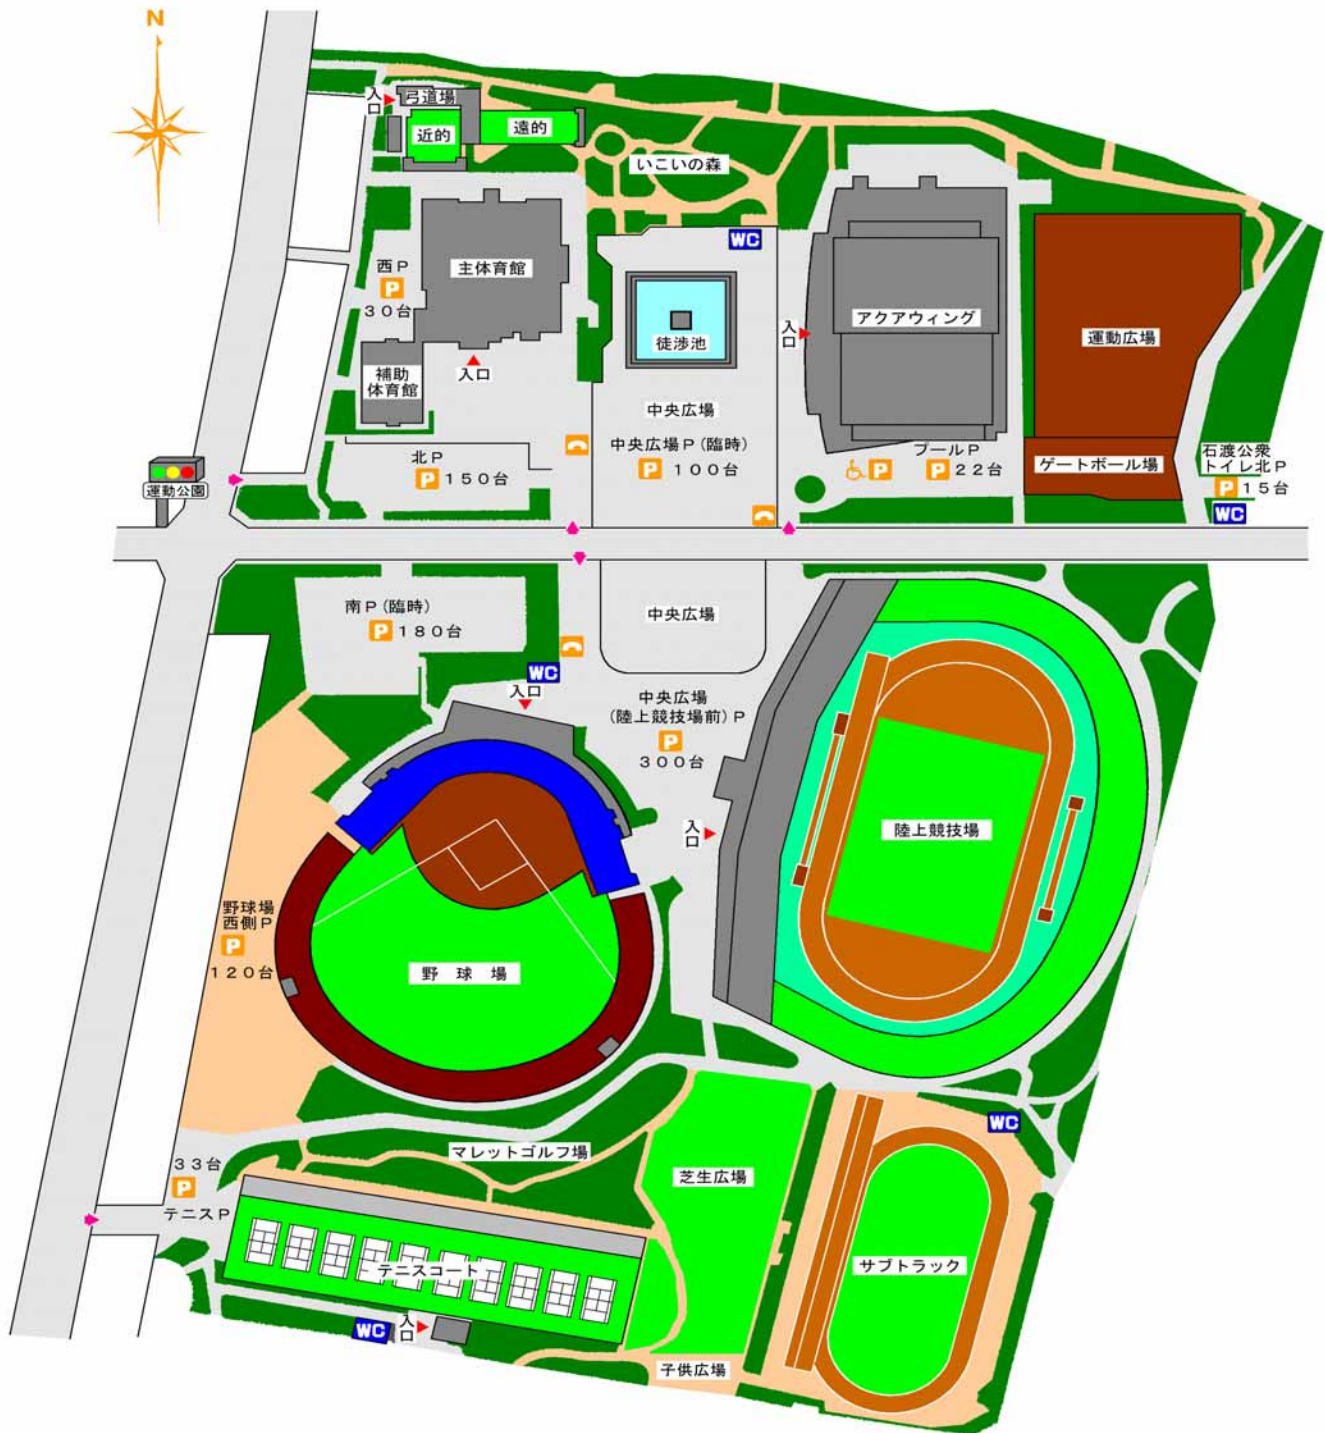 N
入口
弓道場
近的
遠的
いこいの森
WC
西P
P
30台
主体育館
徒渉池
入口
アクアウィング
運動広場
補助
体育館
入口
中央広場
北P
P 150台
中央広場P(臨時)
P 100台
P
プールP
P 22台
ゲートボール場
石渡公衆
トイレ北P
P 15台
WC
運動公園
南P(臨時)
P 180台
中央広場
WC
入口
中央広場
(陸上競技場前)P
P
300台
入口
陸上競技場
野球場
西側P
P
120台
野球場
WC
マレットゴルフ場
芝生広場
33台
P
テニスP
テニスコート
サブトラック
WC
入口
子供広場